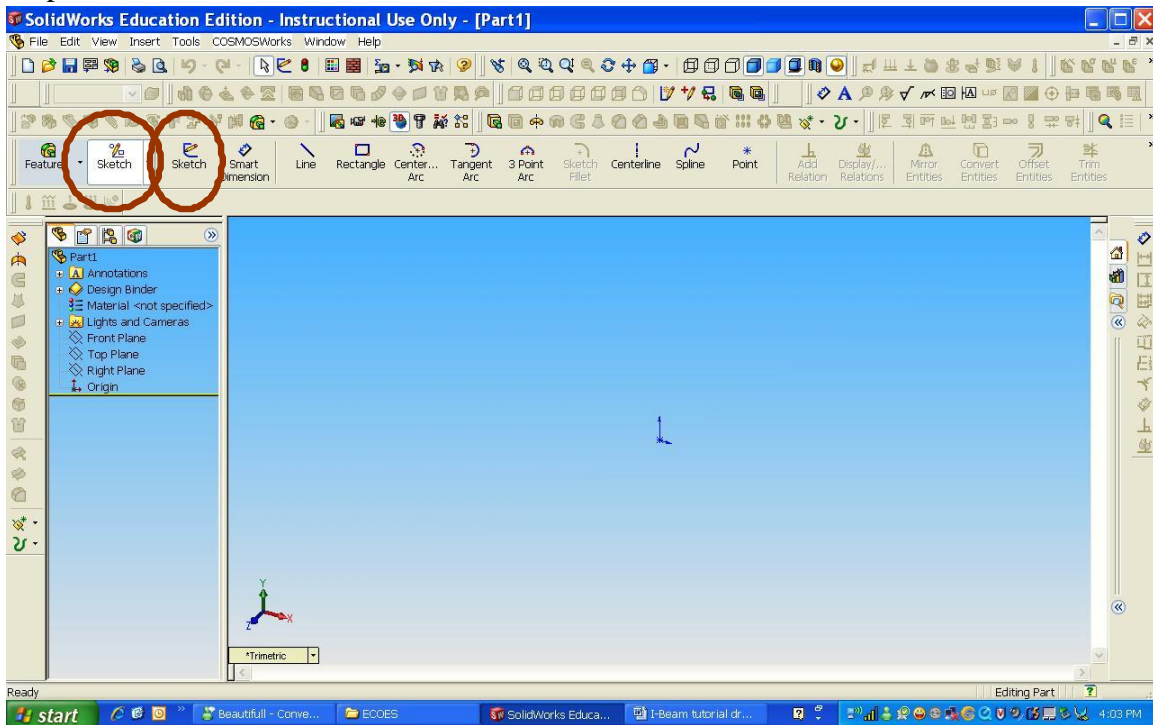 SolidWorks Education Edition - Instructional Use Only - [Part1]
File Edit View Insert Tools COSMOSWorks Window Help
Sketch Sketch Smart Line Rectangle Center... Tangent 3 Point Sketch Centerline Spline Point Add Display/... Mirror Convert Offset Trim
Arc Arc Arc Fillet Relation Relations Entities Entities Entities Entities
Part1
Annotations
Design Binder
Material <not specified>
Lights and Cameras
Front Plane
Top Plane
Right Plane
Origin
Y
X
Z
*Trimetric
Ready Editing Part
start Beautifull - Conve... ECOES SolidWorks Educa... I-Beam tutorial dr... 4:03 PM